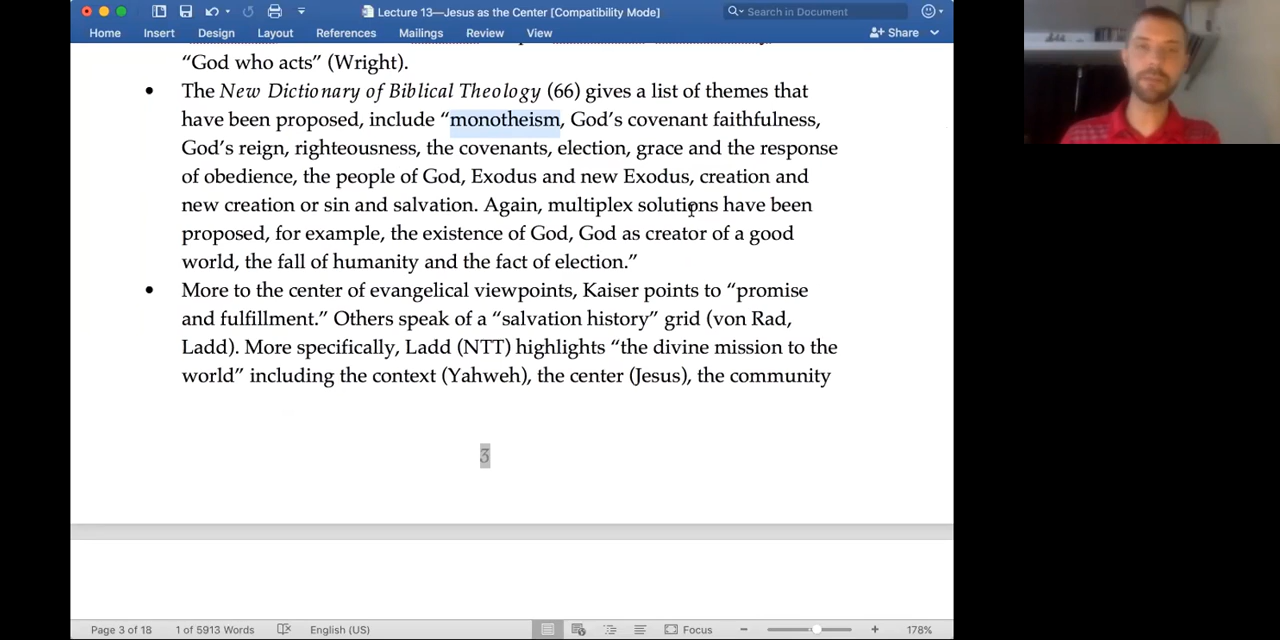 Lecture 13—Jesus as the Center [Compatibility Mode]
Search in Document
Home Insert Design Layout References Mailings Review View Share
“God who acts” (Wright).
• The New Dictionary of Biblical Theology (66) gives a list of themes that
have been proposed, include “monotheism, God’s covenant faithfulness,
God’s reign, righteousness, the covenants, election, grace and the response
of obedience, the people of God, Exodus and new Exodus, creation and
new creation or sin and salvation. Again, multiplex solutions have been
proposed, for example, the existence of God, God as creator of a good
world, the fall of humanity and the fact of election.”
• More to the center of evangelical viewpoints, Kaiser points to “promise
and fulfillment.” Others speak of a “salvation history” grid (von Rad,
Ladd). More specifically, Ladd (NTT) highlights “the divine mission to the
world” including the context (Yahweh), the center (Jesus), the community
3
Page 3 of 18 1 of 5913 Words English (US) Focus 178%